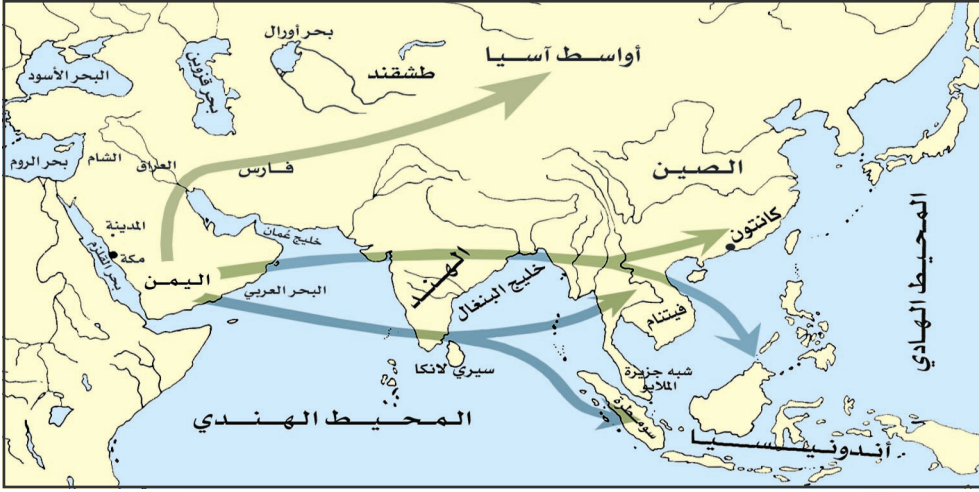 بحر أورال
أواسط آسيا
طشقند
بحر قزوين
البحر الأسود
بحر الروم
الشام
العراق
فارس
الصين
كانتون
المحيط الهادي
المدينة
مكة
بحر القلزم
خليج عُمان
اليمن
البحر العربي
الهند
خليج البنغال
فيتنام
سيري لانكا
شبه جزيرة
الملايو
سومطرة
المحيط الهندي
أندونيسيا